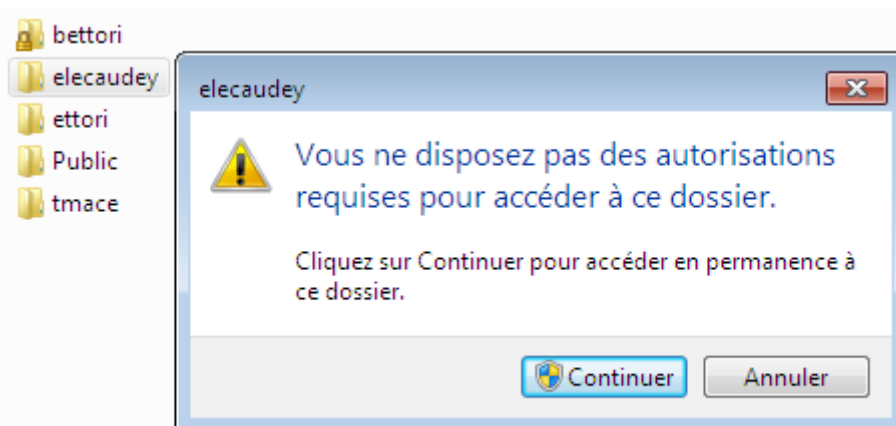 bettori
elecaudey
ettori
Public
tmace
elecaudey
Vous ne disposez pas des autorisations
requises pour accéder à ce dossier.
Cliquez sur Continuer pour accéder en permanence à
ce dossier.
Continuer
Annuler